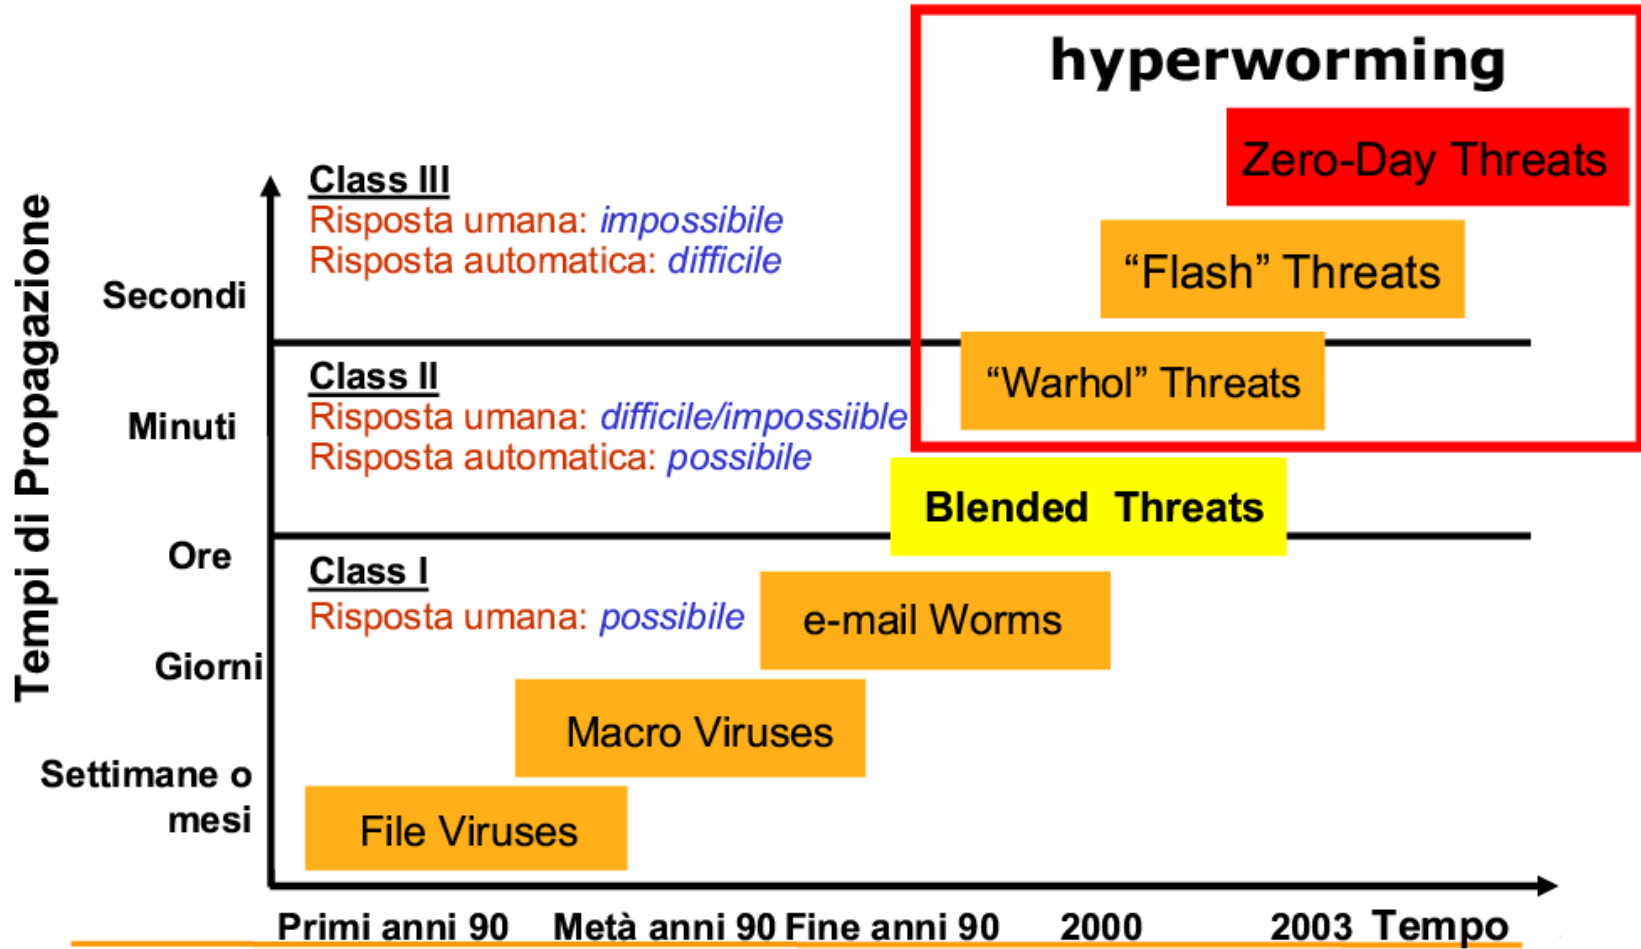 hyperworming
Zero-Day Threats
Class III
Risposta umana: impossibile
Risposta automatica: difficile
“Flash” Threats
Secondi
Class II
“Warhol” Threats
Risposta umana: difficile/impossiible
Minuti
Risposta automatica: possibile
Blended Threats
Tempi di Propagazione
Ore
Class I
Risposta umana: possibile
e-mail Worms
Giorni
Macro Viruses
Settimane o
mesi
File Viruses
Primi anni 90
Metà anni 90
Fine anni 90
2000
2003
Tempo